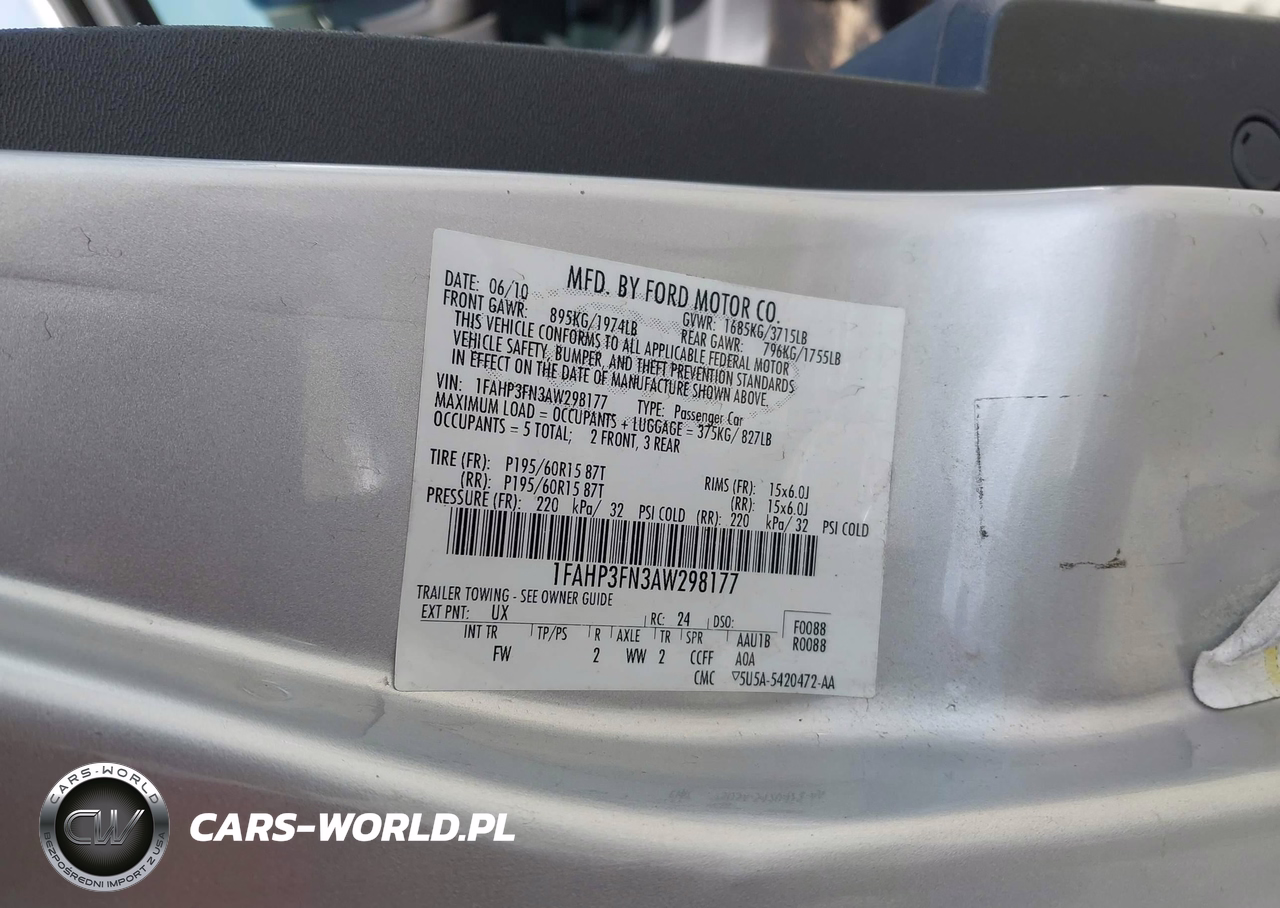 MFD. BY FORD MOTOR CO.
DATE: 06/10 GVWR: 1685KG/3715LB
FRONT GAWR: 895KG/1974LB REAR GAWR: 796KG/1755LB
THIS VEHICLE CONFORMS TO ALL APPLICABLE FEDERAL MOTOR
VEHICLE SAFETY, BUMPER, AND THEFT PREVENTION STANDARDS
IN EFFECT ON THE DATE OF MANUFACTURE SHOWN ABOVE.
VIN: 1FAHP3FN3AW298177 TYPE: Passenger Car
MAXIMUM LOAD = OCCUPANTS + LUGGAGE = 375KG/827LB
OCCUPANTS = 5 TOTAL; 2 FRONT, 3 REAR
TIRE (FR): P195/60R15 87T RIMS (FR): 15x6.0J
(RR): P195/60R15 87T (RR): 15x6.0J
PRESSURE (FR): 220 kPa/ 32 PSI COLD (RR): 220 kPa/ 32 PSI COLD
1FAHP3FN3AW298177
TRAILER TOWING - SEE OWNER GUIDE
EXT PNT: UX RC: 24 DSO: F0088
INT TR TP/PS R AXLE TR SPR AAU1B R0088
FW 2 WW 2 CCFF A0A
CMC ▽5U5A-5420472-AA
CARS-WORLD
CW
BEZPOŚREDNI IMPORT Z USA
CARS-WORLD.PL